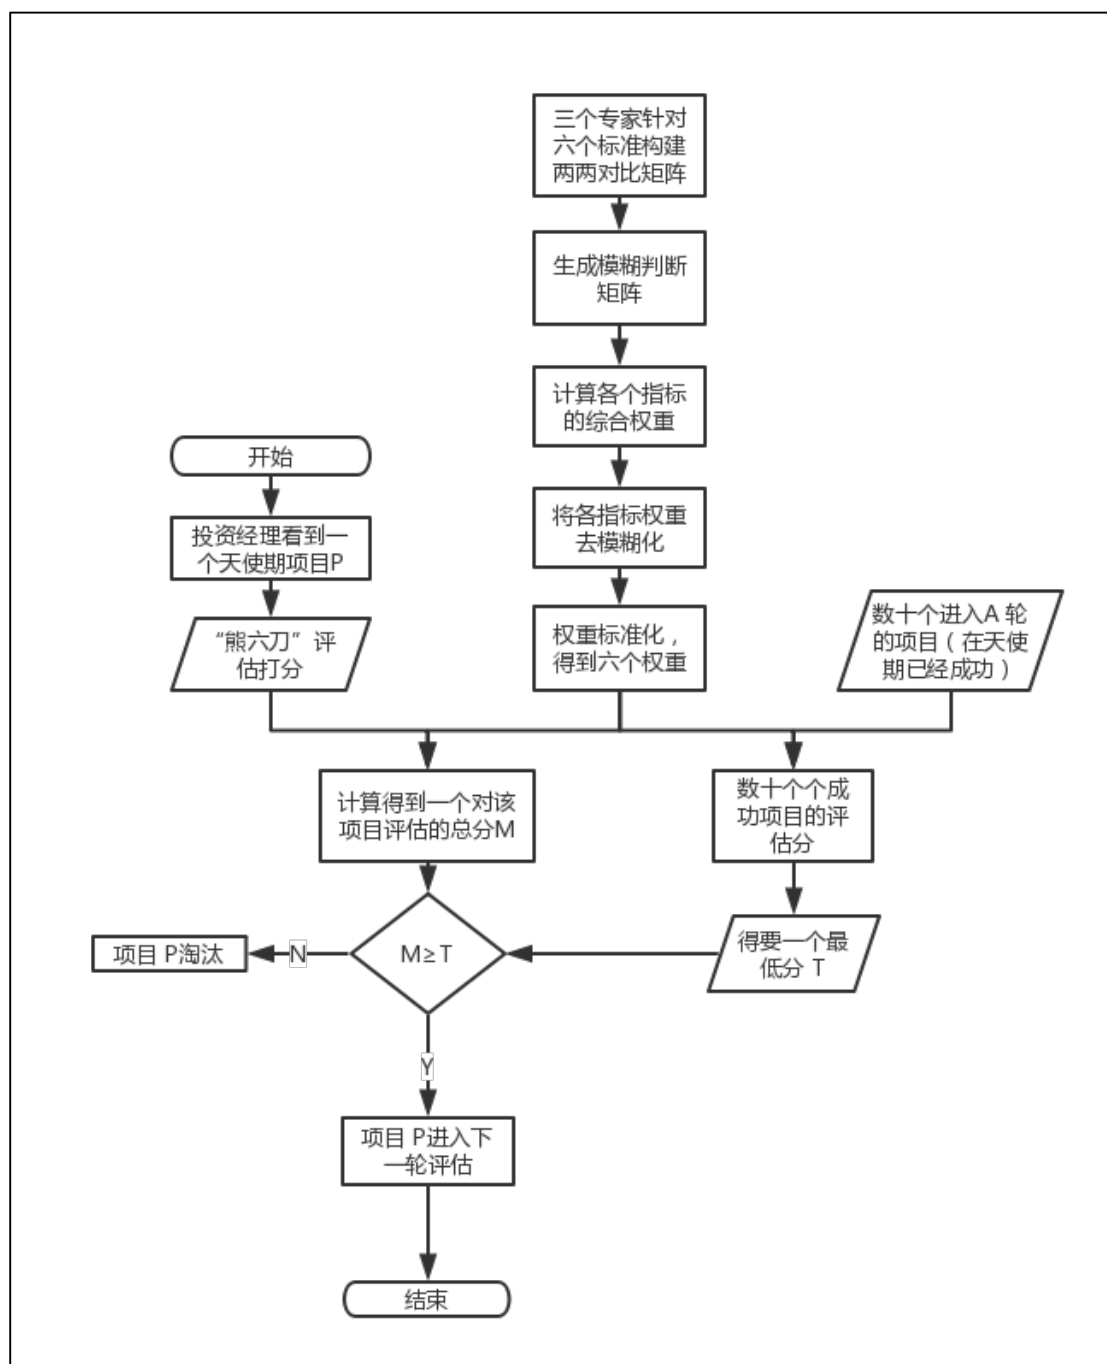 三个专家针对
六个标准构建
两两对比矩阵
生成模糊判断
矩阵
计算各个指标
的综合权重
开始
将各指标权重
去模糊化
投资经理看到一
个天使期项目P
“熊六刀”评
估打分
权重标准化，
得到六个权重
数十个进入A 轮
的项目（在天使
期已经成功）
计算得到一个对该
项目评估的总分M
数十个个成
功项目的评
估分
项目 P淘汰
N
M≥T
得要一个最
低分 T
Y
项目 P进入下
一轮评估
结束